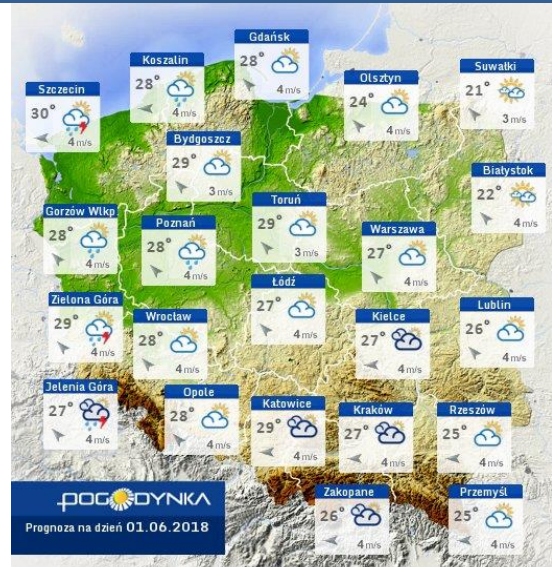 Gdańsk
28°
4 m/s
Koszalin
28°
4 m/s
Suwałki
21°
3 m/s
Olsztyn
24°
4 m/s
Szczecin
30°
4 m/s
Bydgoszcz
29°
3 m/s
Białystok
22°
4 m/s
Toruń
29°
3 m/s
Gorzów Wlkp.
28°
4 m/s
Poznań
28°
4 m/s
Warszawa
27°
4 m/s
Łódź
27°
4 m/s
Zielona Góra
29°
4 m/s
Wrocław
28°
4 m/s
Kielce
27°
4 m/s
Lublin
26°
4 m/s
Jelenia Góra
27°
4 m/s
Opole
28°
4 m/s
Katowice
29°
4 m/s
Kraków
27°
4 m/s
Rzeszów
25°
4 m/s
Zakopane
26°
4 m/s
Przemyśl
25°
4 m/s
POGODYNKA
Prognoza na dzień 01.06.2018